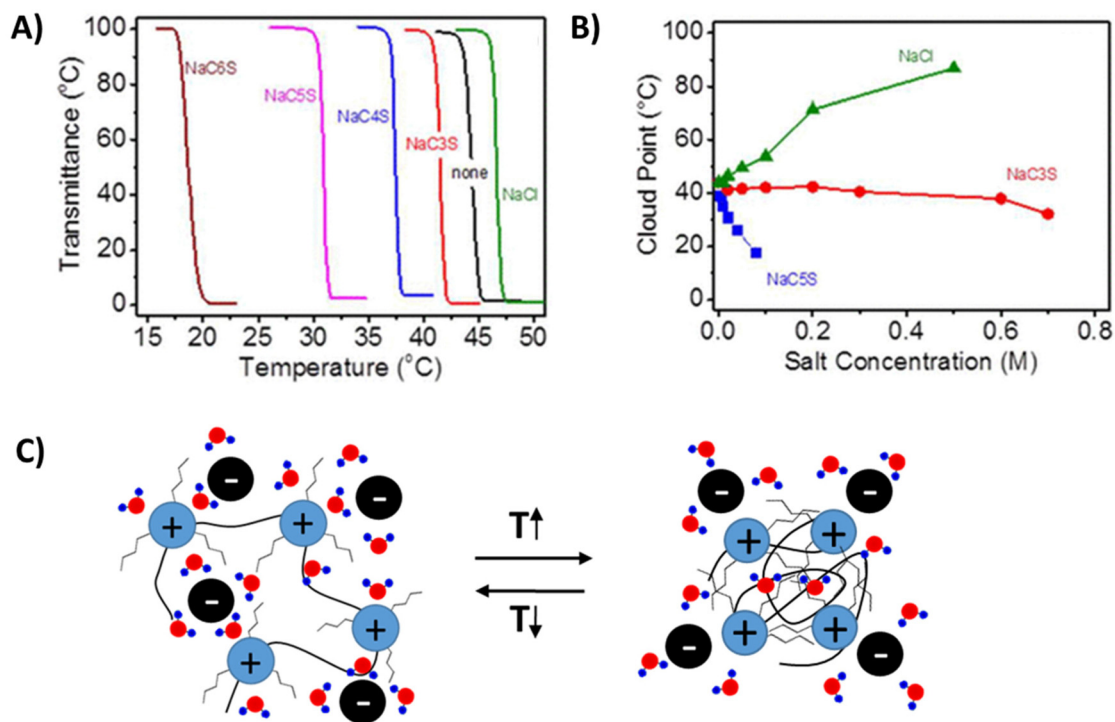 A)
Transmittance (°C)
100
80
60
40
20
0
NaC6S
NaC5S
NaC4S
NaC3S
none
NaCl
15 20 25 30 35 40 45 50
Temperature (°C)
B)
Cloud Point (°C)
100
80
60
40
20
0
NaCl
NaC3S
NaC5S
0.0 0.2 0.4 0.6 0.8
Salt Concentration (M)
C)
+ + + +
- - - -
T↑
T↓
+ + + +
- - - -